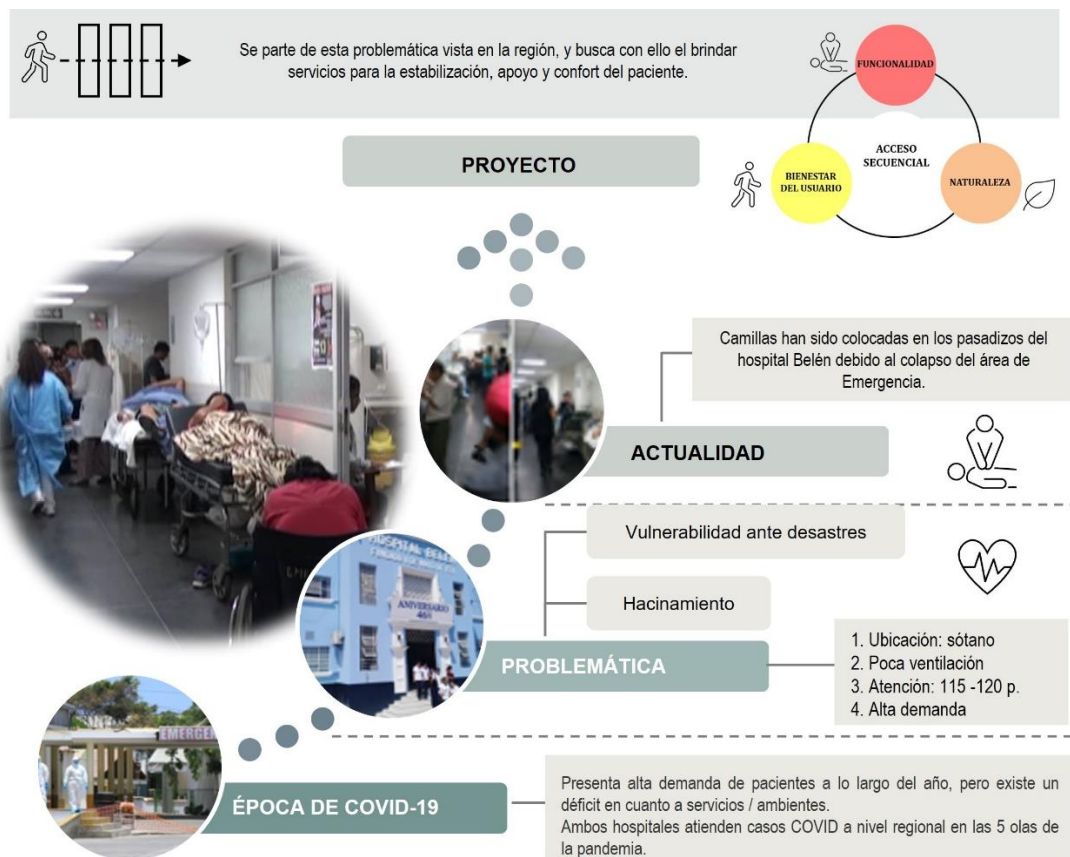 Se parte de esta problemática vista en la región, y busca con ello el brindar
servicios para la estabilización, apoyo y confort del paciente.
FUNCIONALIDAD
ACCESO
SECUENCIAL
BIENESTAR
DEL USUARIO
NATURALEZA
PROYECTO
Camillas han sido colocadas en los pasadizos del
hospital Belén debido al colapso del área de
Emergencia.
ACTUALIDAD
Vulnerabilidad ante desastres
Hacinamiento
HOSPITAL
ANIVERSARIO
PROBLEMÁTICA
1. Ubicación: sótano
2. Poca ventilación
3. Atención: 115 -120 p.
4. Alta demanda
EMERGEN
ÉPOCA DE COVID-19
Presenta alta demanda de pacientes a lo largo del año, pero existe un
déficit en cuanto a servicios / ambientes.
Ambos hospitales atienden casos COVID a nivel regional en las 5 olas de
la pandemia.